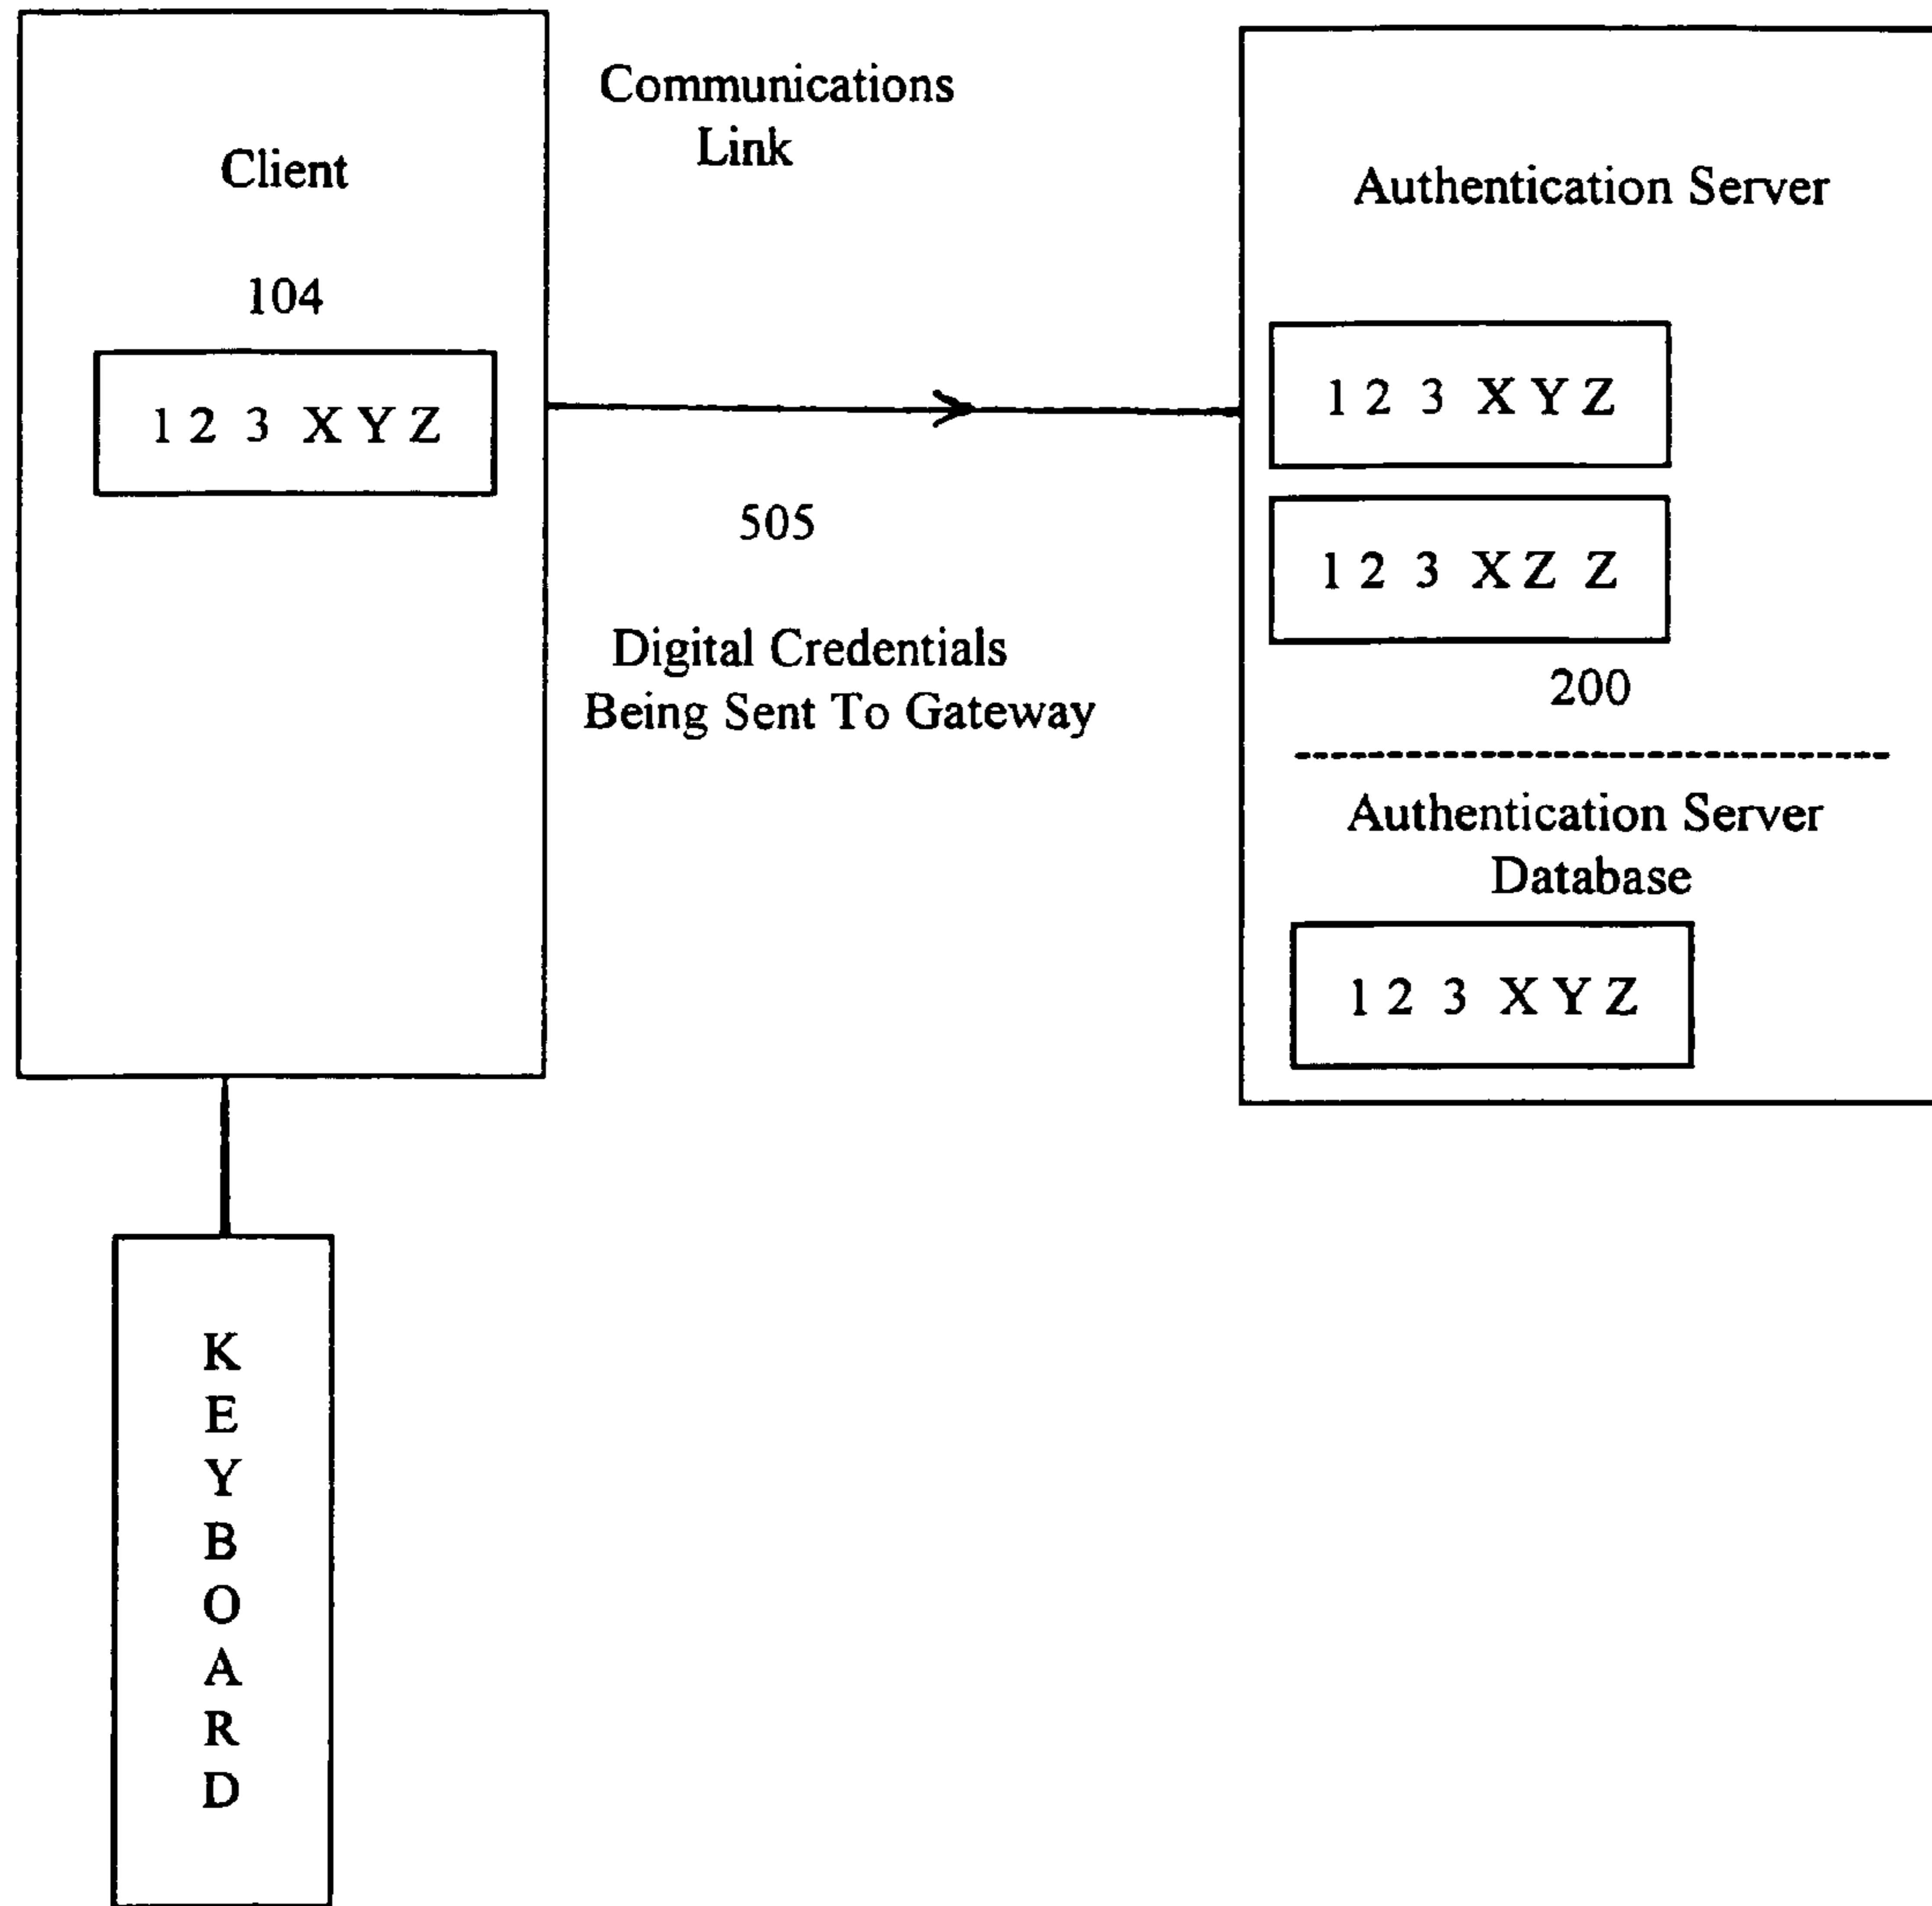 Client
104
1 2 3 X Y Z
Communications
Link
505
Digital Credentials
Being Sent To Gateway
Authentication Server
1 2 3 X Y Z
1 2 3 X Z Z
200
Authentication Server
Database
1 2 3 X Y Z
K
E
Y
B
O
A
R
D